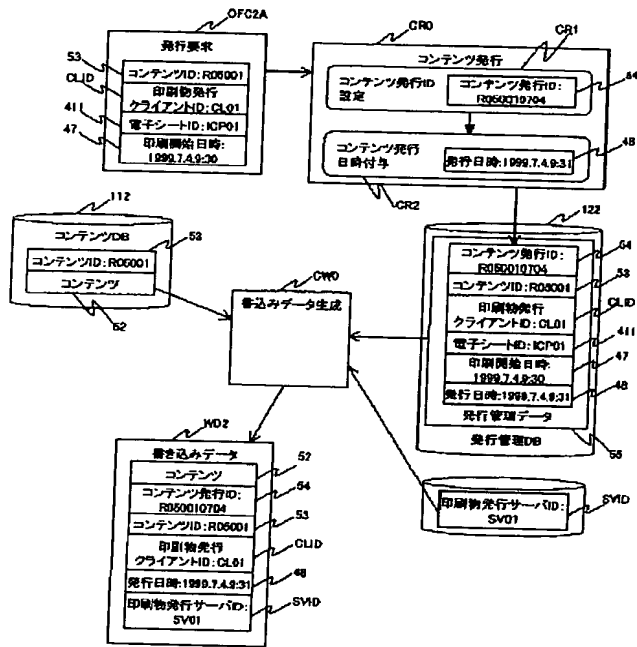 OFC2A
発行要求
53
コンテンツID:R05001
CLID
印刷物発行
クライアントID:CL01
411
電子シートID:ICP01
47
印刷開始日時:
1999.7.4.9:30
CR0
CR1
コンテンツ発行
コンテンツ発行ID
設定
コンテンツ発行ID:
R050010704
54
コンテンツ発行
日時付与
発行日時:1999.7.4.9:31
48
CR2
112
コンテンツDB
53
コンテンツID:R05001
コンテンツ
52
CW0
書込みデータ生成
122
コンテンツ発行ID:
R050010704
54
コンテンツID:R05001
53
印刷物発行
クライアントID:CL01
CLID
電子シートID:ICP01
411
印刷開始日時:
1999.7.4.9:30
47
発行日時:1999.7.4.9:31
48
発行管理データ
発行管理DB
55
印刷物発行サーバID:
SV01
SVID
WD2
書き込みデータ
コンテンツ
52
コンテンツ発行ID:
R050010704
54
コンテンツID:R05001
53
印刷物発行
クライアントID:CL01
CLID
発行日時:1999.7.4.9:31
48
印刷物発行サーバID:
SV01
SVID